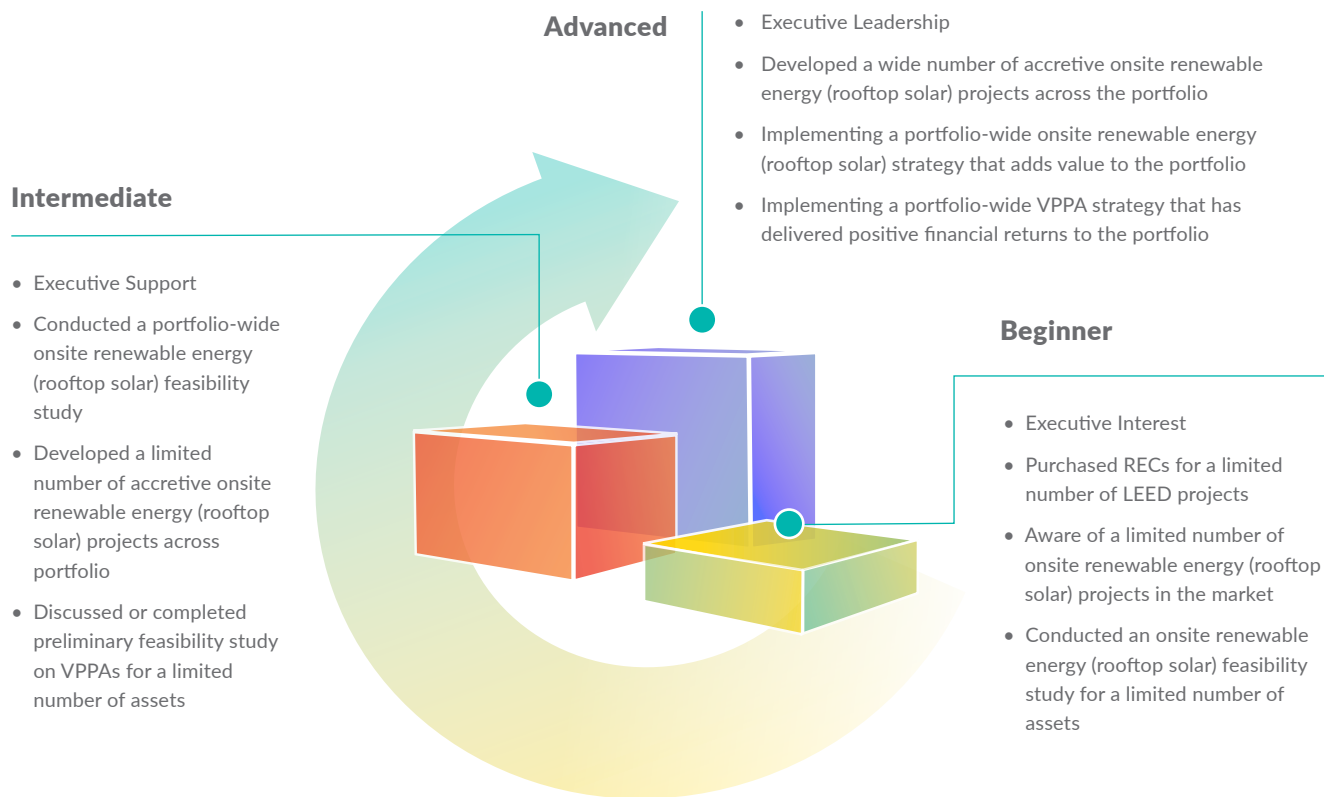 Advanced
• Executive Leadership
• Developed a wide number of accretive onsite renewable
energy (rooftop solar) projects across the portfolio
• Implementing a portfolio-wide onsite renewable energy
(rooftop solar) strategy that adds value to the portfolio
• Implementing a portfolio-wide VPPA strategy that has
delivered positive financial returns to the portfolio
Intermediate
• Executive Support
• Conducted a portfolio-wide
onsite renewable energy
(rooftop solar) feasibility
study
• Developed a limited
number of accretive onsite
renewable energy (rooftop
solar) projects across
portfolio
• Discussed or completed
preliminary feasibility study
on VPPAs for a limited
number of assets
Beginner
• Executive Interest
• Purchased RECs for a limited
number of LEED projects
• Aware of a limited number of
onsite renewable energy (rooftop
solar) projects in the market
• Conducted an onsite renewable
energy (rooftop solar) feasibility
study for a limited number of
assets